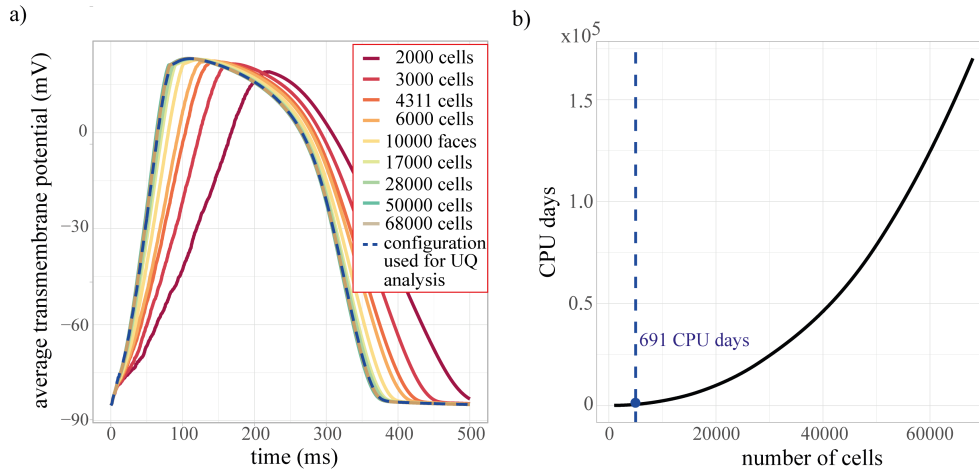 a)
average transmembrane potential (mV)
0
−30
−60
−90
0
100
200
300
400
500
time (ms)
2000 cells
3000 cells
4311 cells
6000 cells
10000 faces
17000 cells
28000 cells
50000 cells
68000 cells
configuration
used for UQ
analysis
b)
x10⁵
CPU days
1.5
1.0
0.5
0
691 CPU days
0
20000
40000
60000
number of cells